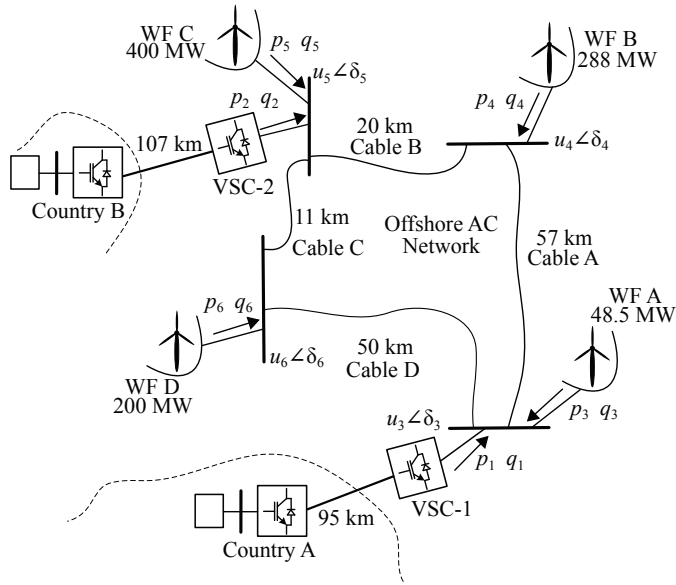 WF C
400 MW
p₅ q₅
u₅∠δ₅
WF B
288 MW
p₄ q₄
u₄∠δ₄
p₂ q₂
107 km
VSC-2
Country B
20 km
Cable B
11 km
Cable C
Offshore AC
Network
57 km
Cable A
p₆ q₆
WF D
200 MW
u₆∠δ₆
50 km
Cable D
WF A
48.5 MW
p₃ q₃
u₃∠δ₃
p₁ q₁
VSC-1
95 km
Country A